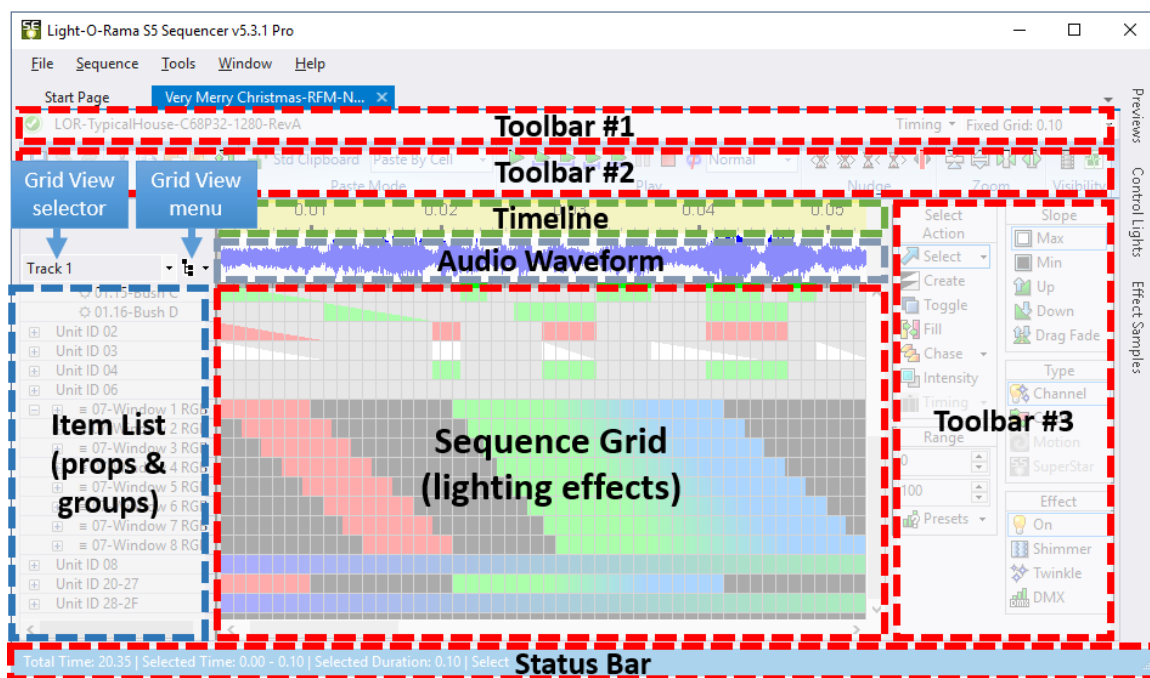 Light-O-Rama S5 Sequencer v5.3.1 Pro
File Sequence Tools Window Help
Start Page Very Merry Christmas-RFM-N...
Previews
Control Lights
Effect Samples
LOR-TypicalHouse-C68P32-1280-RevA Toolbar #1 Timing Fixed Grid: 0.10
Std Clipboard Paste By Cell Toolbar #2 Normal
Paste Mode Play Nudge Zoom Visibility
Grid View selector
Grid View menu
0.01 0.02 Timeline 0.04 0.05
Audio Waveform
Track 1
01.15-Bush C
01.16-Bush D
Unit ID 02
Unit ID 03
Unit ID 04
Unit ID 06
07-Window 1 RGB
07-Window 3 RG
07-Window 5 RG
07-Window 7 RGB
07-Window 8 RGB
Unit ID 08
Unit ID 20-27
Unit ID 28-2F
Item List
(props &
groups)
Sequence Grid
(lighting effects)
Select
Action
Select
Create
Toggle
Fill
Chase
Intensity
Timing
Range
0
100
Presets
Toolbar #3
Slope
Max
Min
Up
Down
Drag Fade
Type
Channel
Motion
SuperStar
Effect
On
Shimmer
Twinkle
DMX
Total Time: 20.35 | Selected Time: 0.00 - 0.10 | Selected Duration: 0.10 | Select
Status Bar